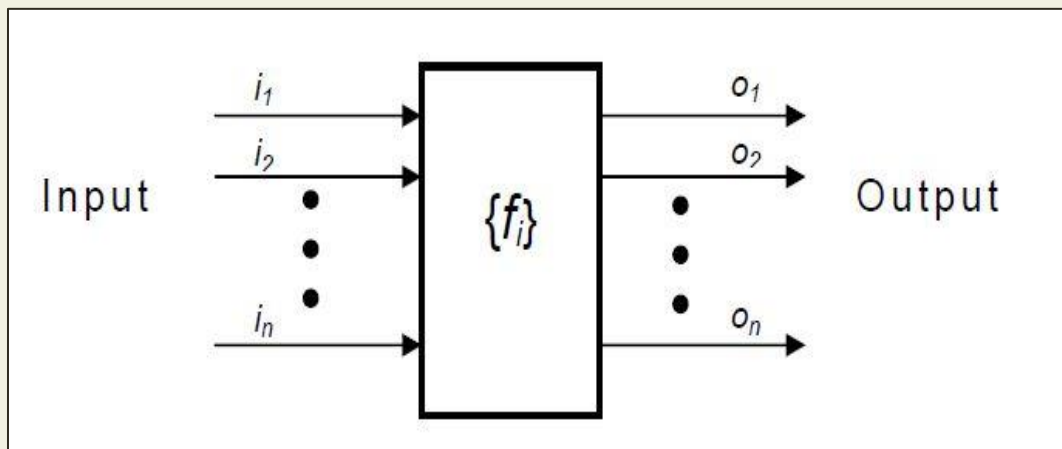 i₁
o₁
i₂
o₂
Input
{fᵢ}
Output
iₙ
oₙ